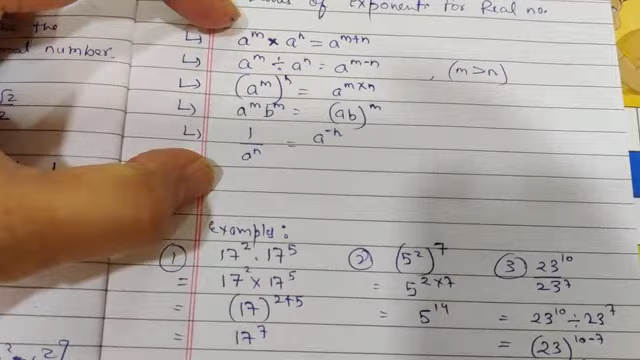 of exponents for Real no.
↳ a^m × a^n = a^m+n
↳ a^m ÷ a^n = a^m-n , (m>n)
↳ (a^m)^n = a^m×n
↳ a^m b^m = (ab)^m
↳ 1/a^n = a^-n
the
number.
√2
2
Example:
① 17^2 . 17^5
= 17^2 × 17^5
= (17)^2+5
= 17^7
② (5^2)^7
= 5^2×7
= 5^14
③ 23^10/23^7
= 23^10 ÷ 23^7
= (23)^10-7